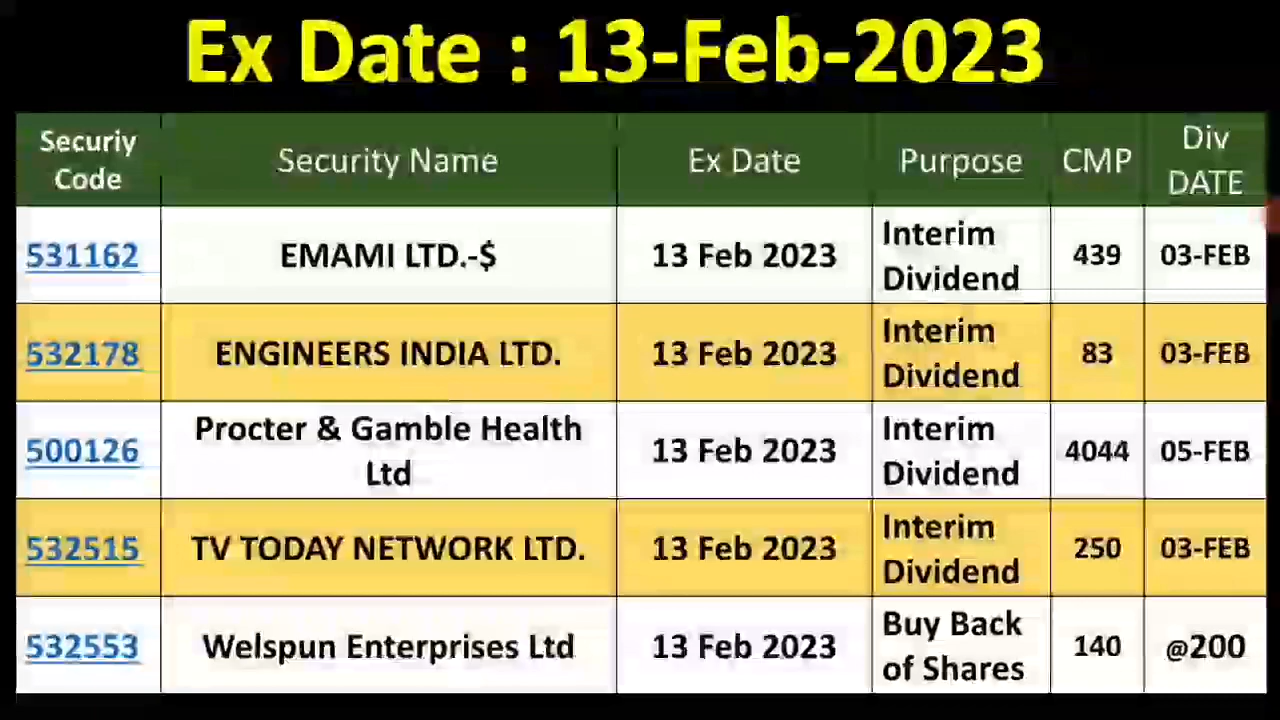 Ex Date : 13-Feb-2023
Securiy Code Security Name Ex Date Purpose CMP Div DATE
531162 EMAMI LTD.-$ 13 Feb 2023 Interim Dividend 439 03-FEB
532178 ENGINEERS INDIA LTD. 13 Feb 2023 Interim Dividend 83 03-FEB
500126 Procter & Gamble Health Ltd 13 Feb 2023 Interim Dividend 4044 05-FEB
532515 TV TODAY NETWORK LTD. 13 Feb 2023 Interim Dividend 250 03-FEB
532553 Welspun Enterprises Ltd 13 Feb 2023 Buy Back of Shares 140 @200